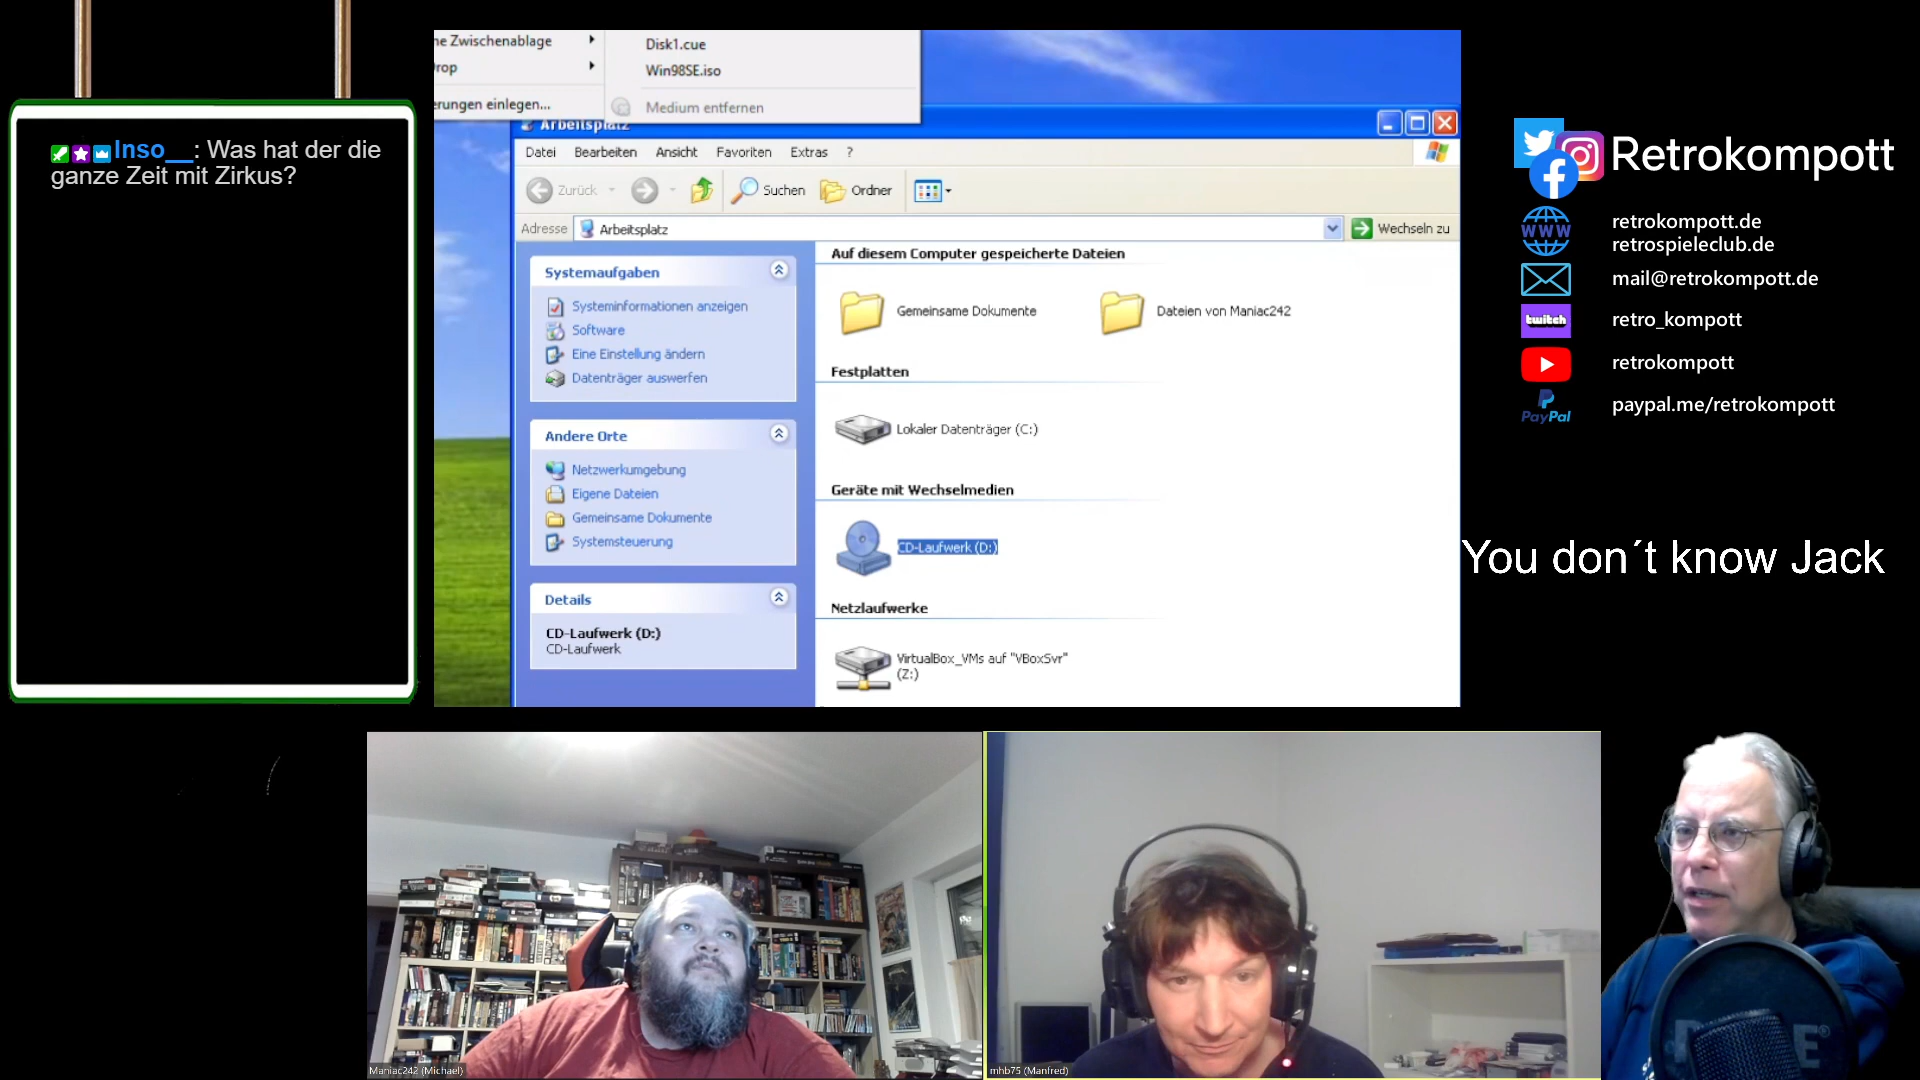 Inso__: Was hat der die
ganze Zeit mit Zirkus?
ne Zwischenablage
rop
erungen einlegen...
Disk1.cue
Win98SE.iso
Medium entfernen
Arbeitsplatz
Datei Bearbeiten Ansicht Favoriten Extras ?
Zurück Suchen Ordner
Adresse Arbeitsplatz Wechseln zu
Systemaufgaben
Systeminformationen anzeigen
Software
Eine Einstellung ändern
Datenträger auswerfen
Andere Orte
Netzwerkumgebung
Eigene Dateien
Gemeinsame Dokumente
Systemsteuerung
Details
CD-Laufwerk (D:)
CD-Laufwerk
Auf diesem Computer gespeicherte Dateien
Gemeinsame Dokumente
Dateien von Maniac242
Festplatten
Lokaler Datenträger (C:)
Geräte mit Wechselmedien
CD-Laufwerk (D:)
Netzlaufwerke
VirtualBox_VMs auf "VBoxSvr"
(Z:)
Retrokompott
www
retrokompott.de
retrospieleclub.de
mail@retrokompott.de
twitch
retro_kompott
retrokompott
PayPal
paypal.me/retrokompott
You don´t know Jack
Maniac242 (Michael)
mhb75 (Manfred)